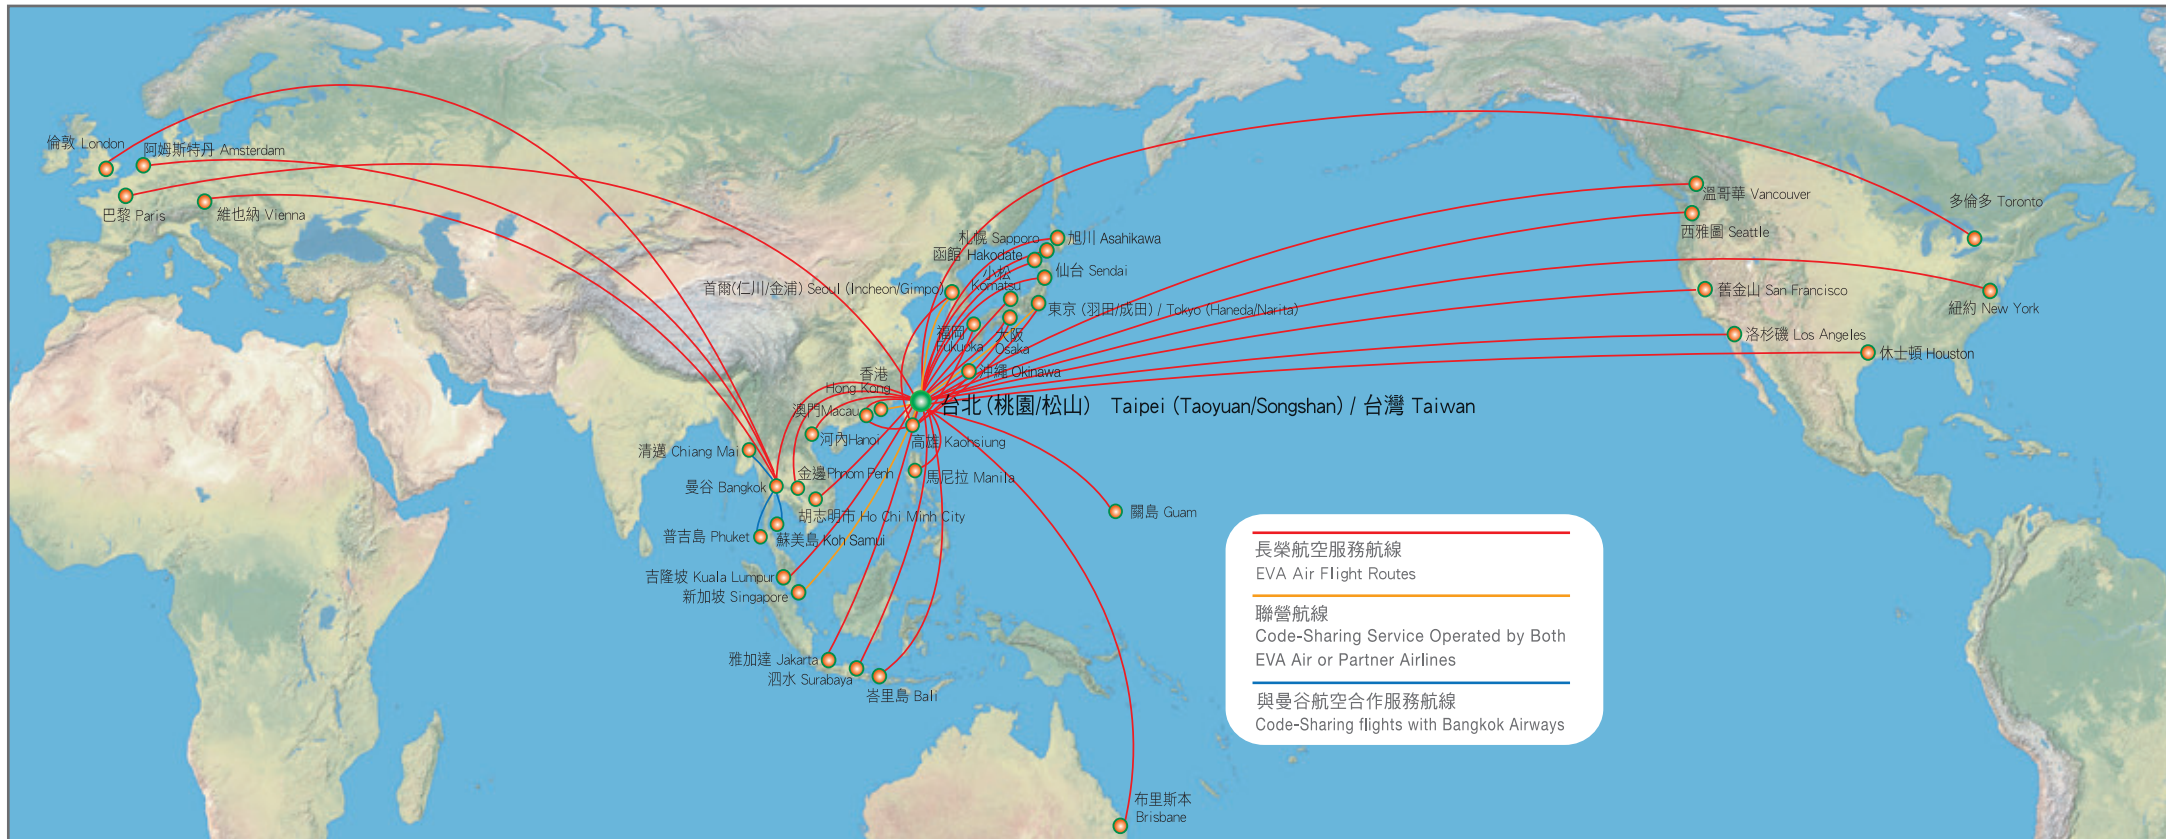 倫敦 London
阿姆斯特丹 Amsterdam
巴黎 Paris
維也納 Vienna
溫哥華 Vancouver
多倫多 Toronto
西雅圖 Seattle
札幌 Sapporo
旭川 Asahikawa
函館 Hakodate
仙台 Sendai
小松
Komatsu
首爾(仁川/金浦) Seoul (Incheon/Gimpo)
舊金山 San Francisco
東京 (羽田/成田) / Tokyo (Haneda/Narita)
紐約 New York
福岡
Fukuoka
大阪
Osaka
洛杉磯 Los Angeles
休士頓 Houston
香港
Hong Kong
沖繩 Okinawa
澳門Macau
台北 (桃園/松山) Taipei (Taoyuan/Songshan) / 台灣 Taiwan
河內Hanoi
高雄 Kaohsiung
清邁 Chiang Mai
金邊Phnom Penh
馬尼拉 Manila
曼谷 Bangkok
胡志明市 Ho Chi Minh City
關島 Guam
普吉島 Phuket
蘇美島 Koh Samui
吉隆坡 Kuala Lumpur
新加坡 Singapore
雅加達 Jakarta
泗水 Surabaya
峇里島 Bali
布里斯本
Brisbane
長榮航空服務航線
EVA Air Flight Routes
聯營航線
Code-Sharing Service Operated by Both
EVA Air or Partner Airlines
與曼谷航空合作服務航線
Code-Sharing flights with Bangkok Airways